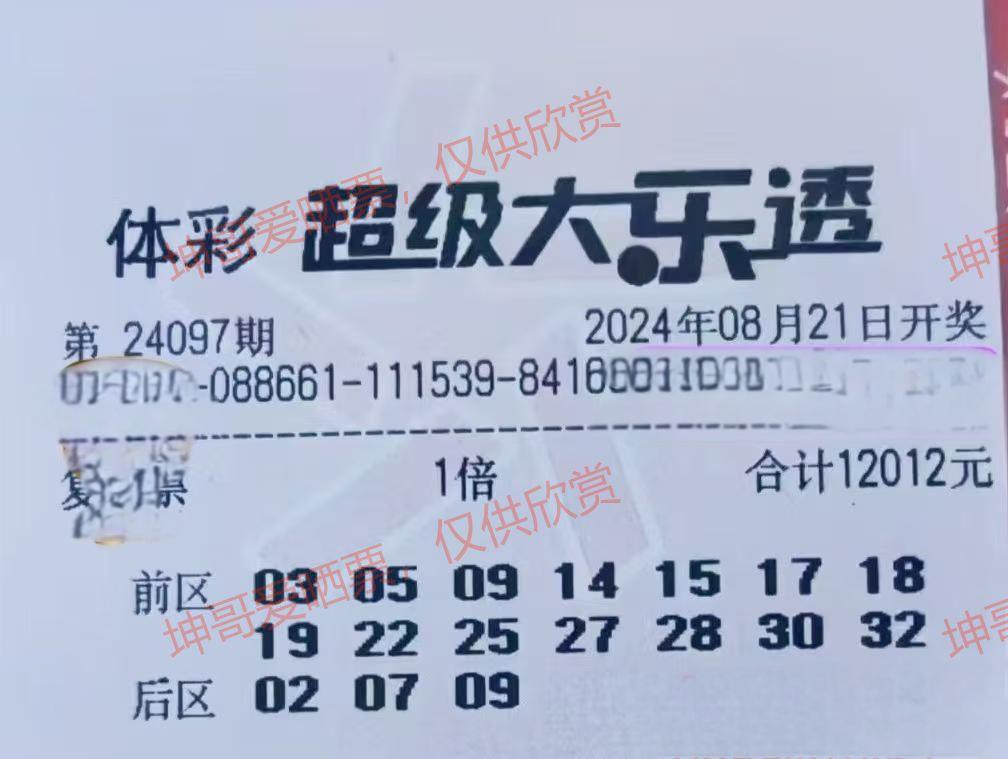 体彩 超级大乐透
第 24097期 2024年08月21日开奖
-088661-111539-8416
票 1倍 合计12012元
前区 03 05 09 14 15 17 18
19 22 25 27 28 30 32
后区 02 07 09
坤哥爱晒票，仅供欣赏
坤哥
坤哥爱晒票，仅供欣赏
坤哥